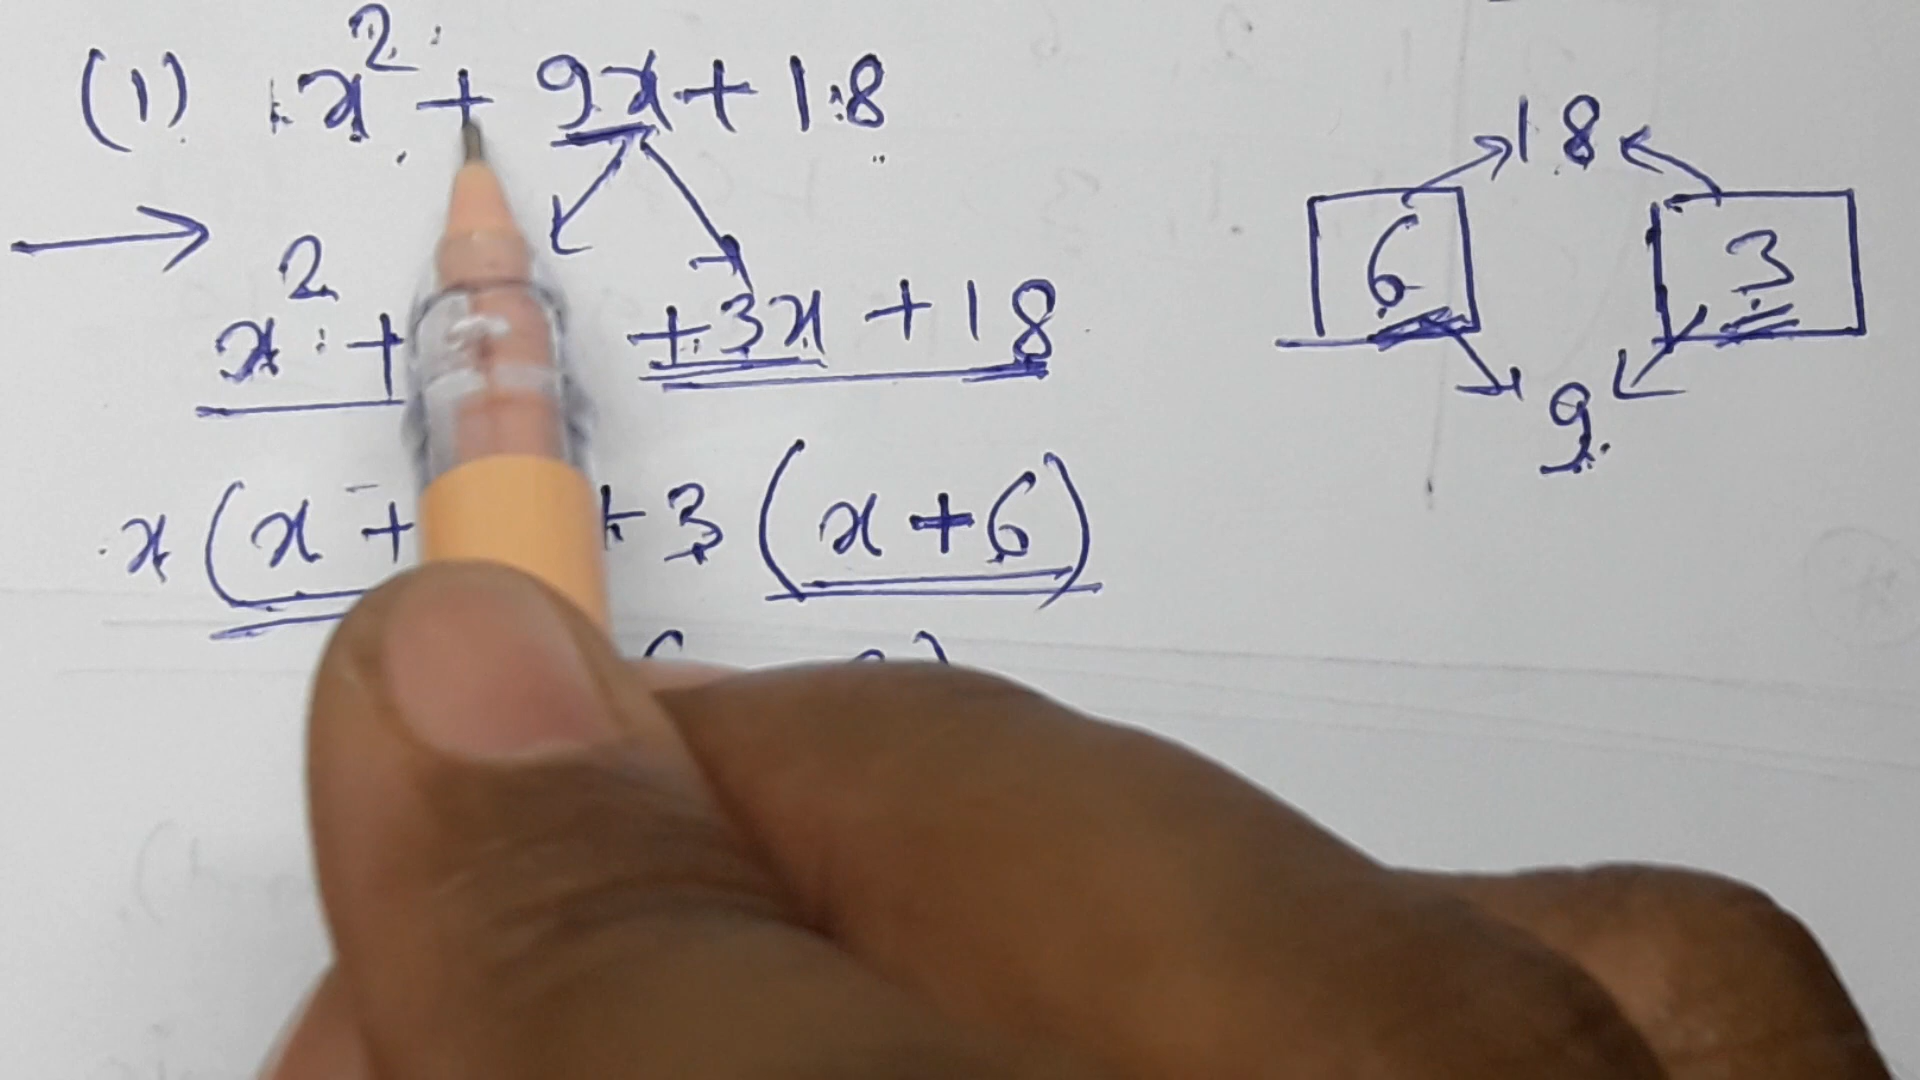 (1) x² + 9x + 18
x² + +3x + 18
x(x + + 3(x+6)
18
6 3
9